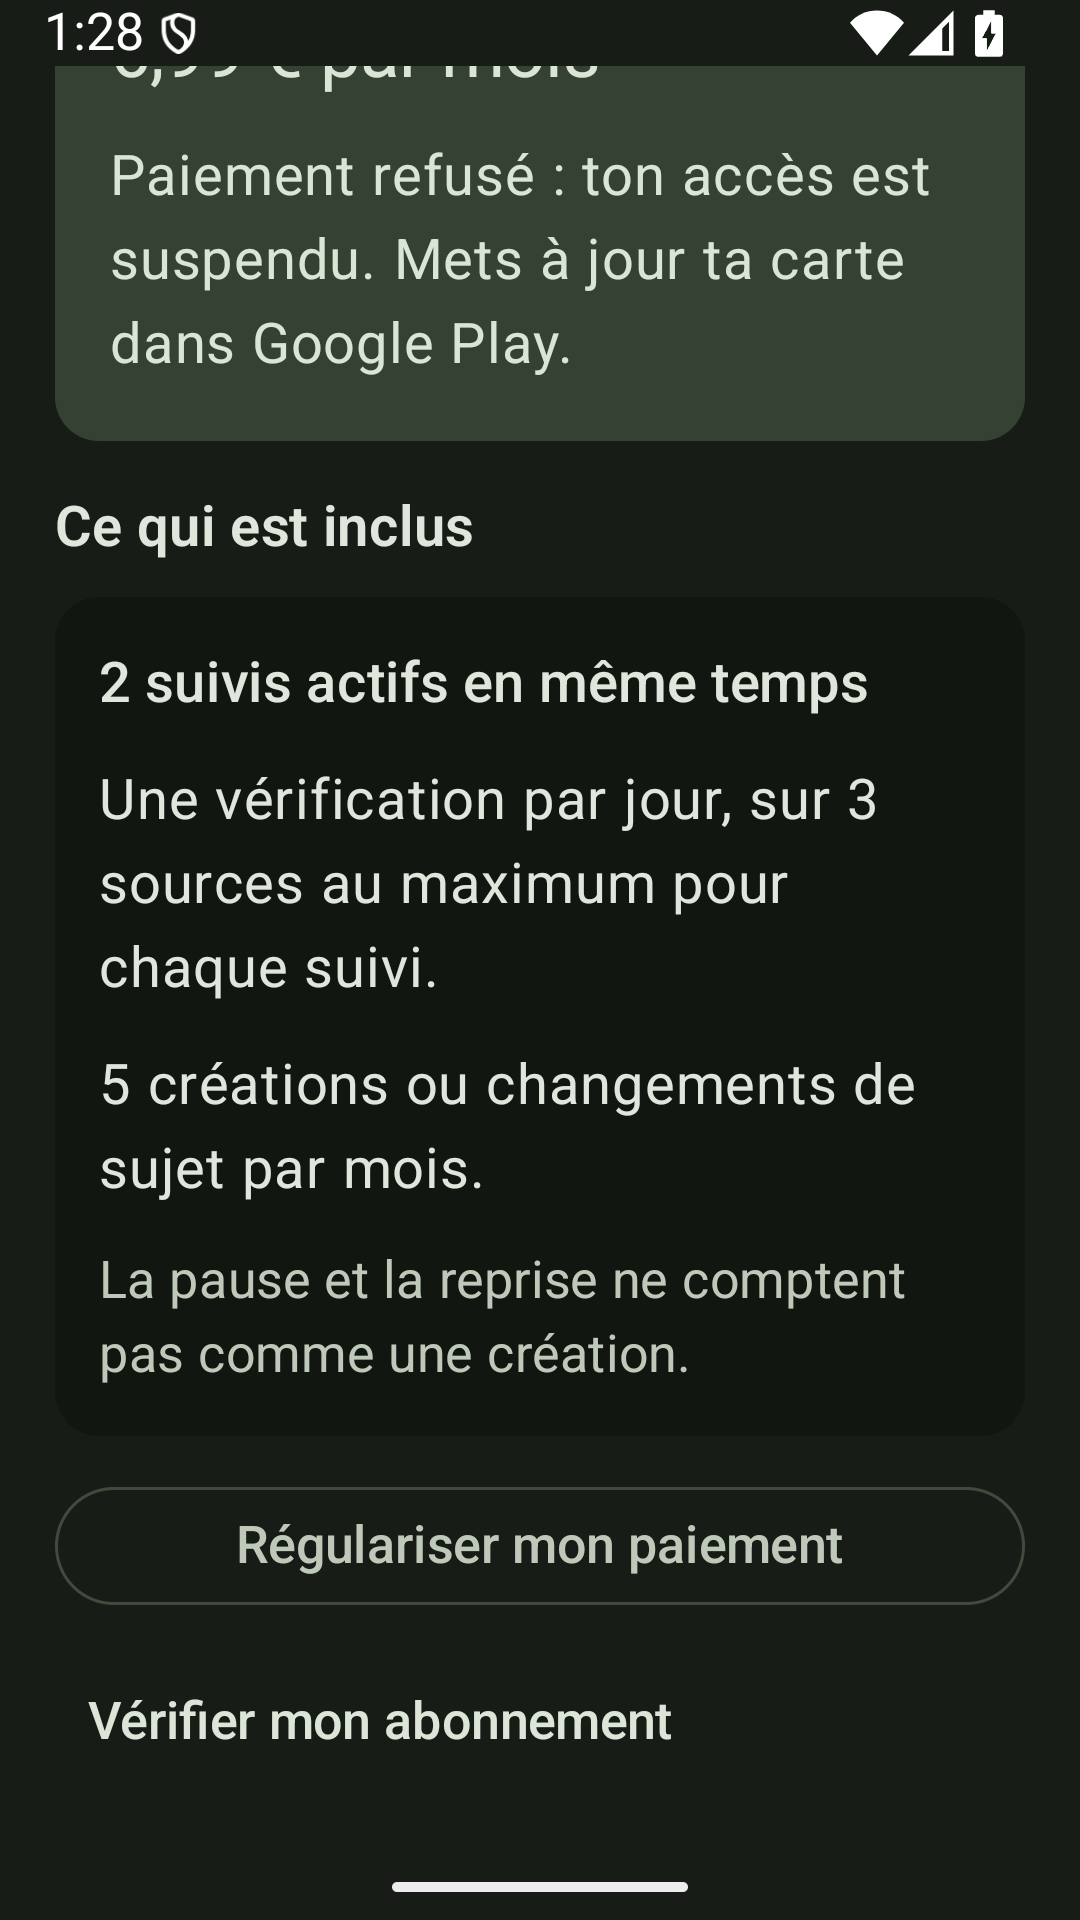 1:28
€ par mois
Paiement refusé : ton accès est
suspendu. Mets à jour ta carte
dans Google Play.
Ce qui est inclus
2 suivis actifs en même temps
Une vérification par jour, sur 3
sources au maximum pour
chaque suivi.
5 créations ou changements de
sujet par mois.
La pause et la reprise ne comptent
pas comme une création.
Régulariser mon paiement
Vérifier mon abonnement